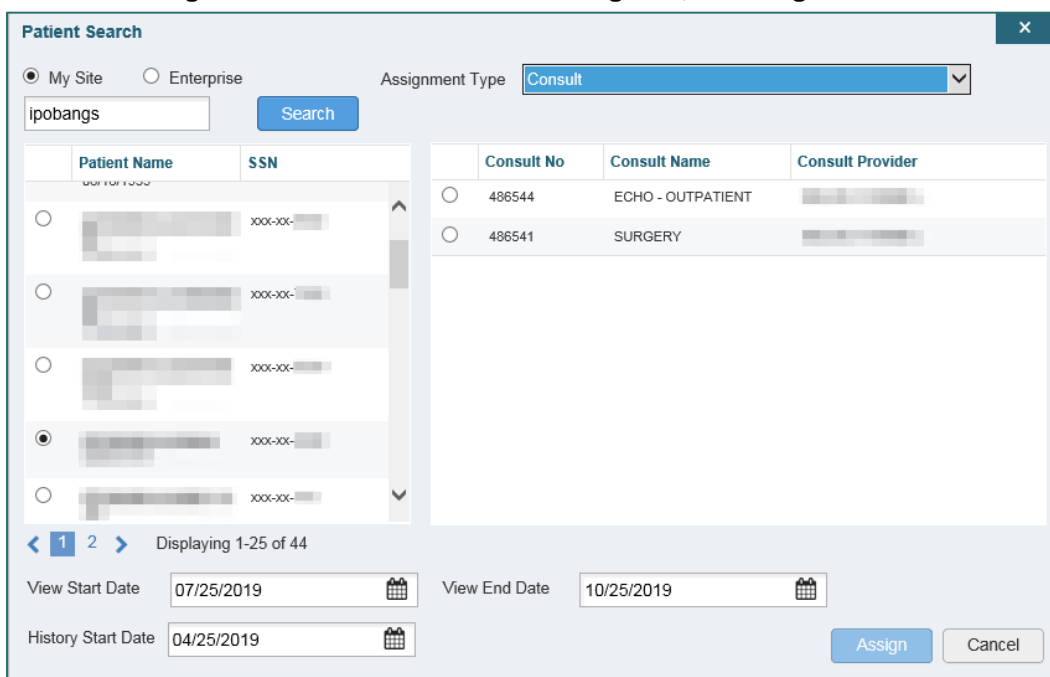 Patient Search
x
My Site Enterprise Assignment Type Consult
ipobangs Search
Patient Name SSN
Consult No Consult Name Consult Provider
486544 ECHO - OUTPATIENT
486541 SURGERY
xxx-xx-
xxx-xx-
xxx-xx-
xxx-xx-
xxx-xx-
1 2 Displaying 1-25 of 44
View Start Date 07/25/2019 View End Date 10/25/2019
History Start Date 04/25/2019
Assign Cancel